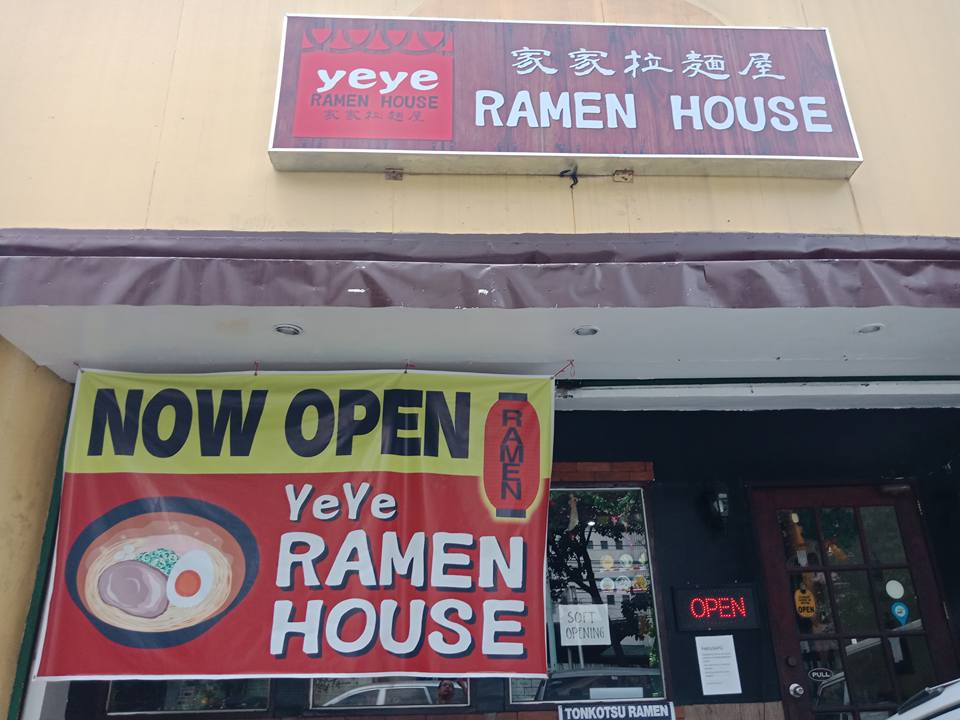 yeye
RAMEN HOUSE
家家拉麵屋
家家拉麵屋
RAMEN HOUSE
NOW OPEN
RAMEN
YeYe
RAMEN
HOUSE
SOFT
OPENING
OPEN
OPEN
PULL
TONKOTSU RAMEN